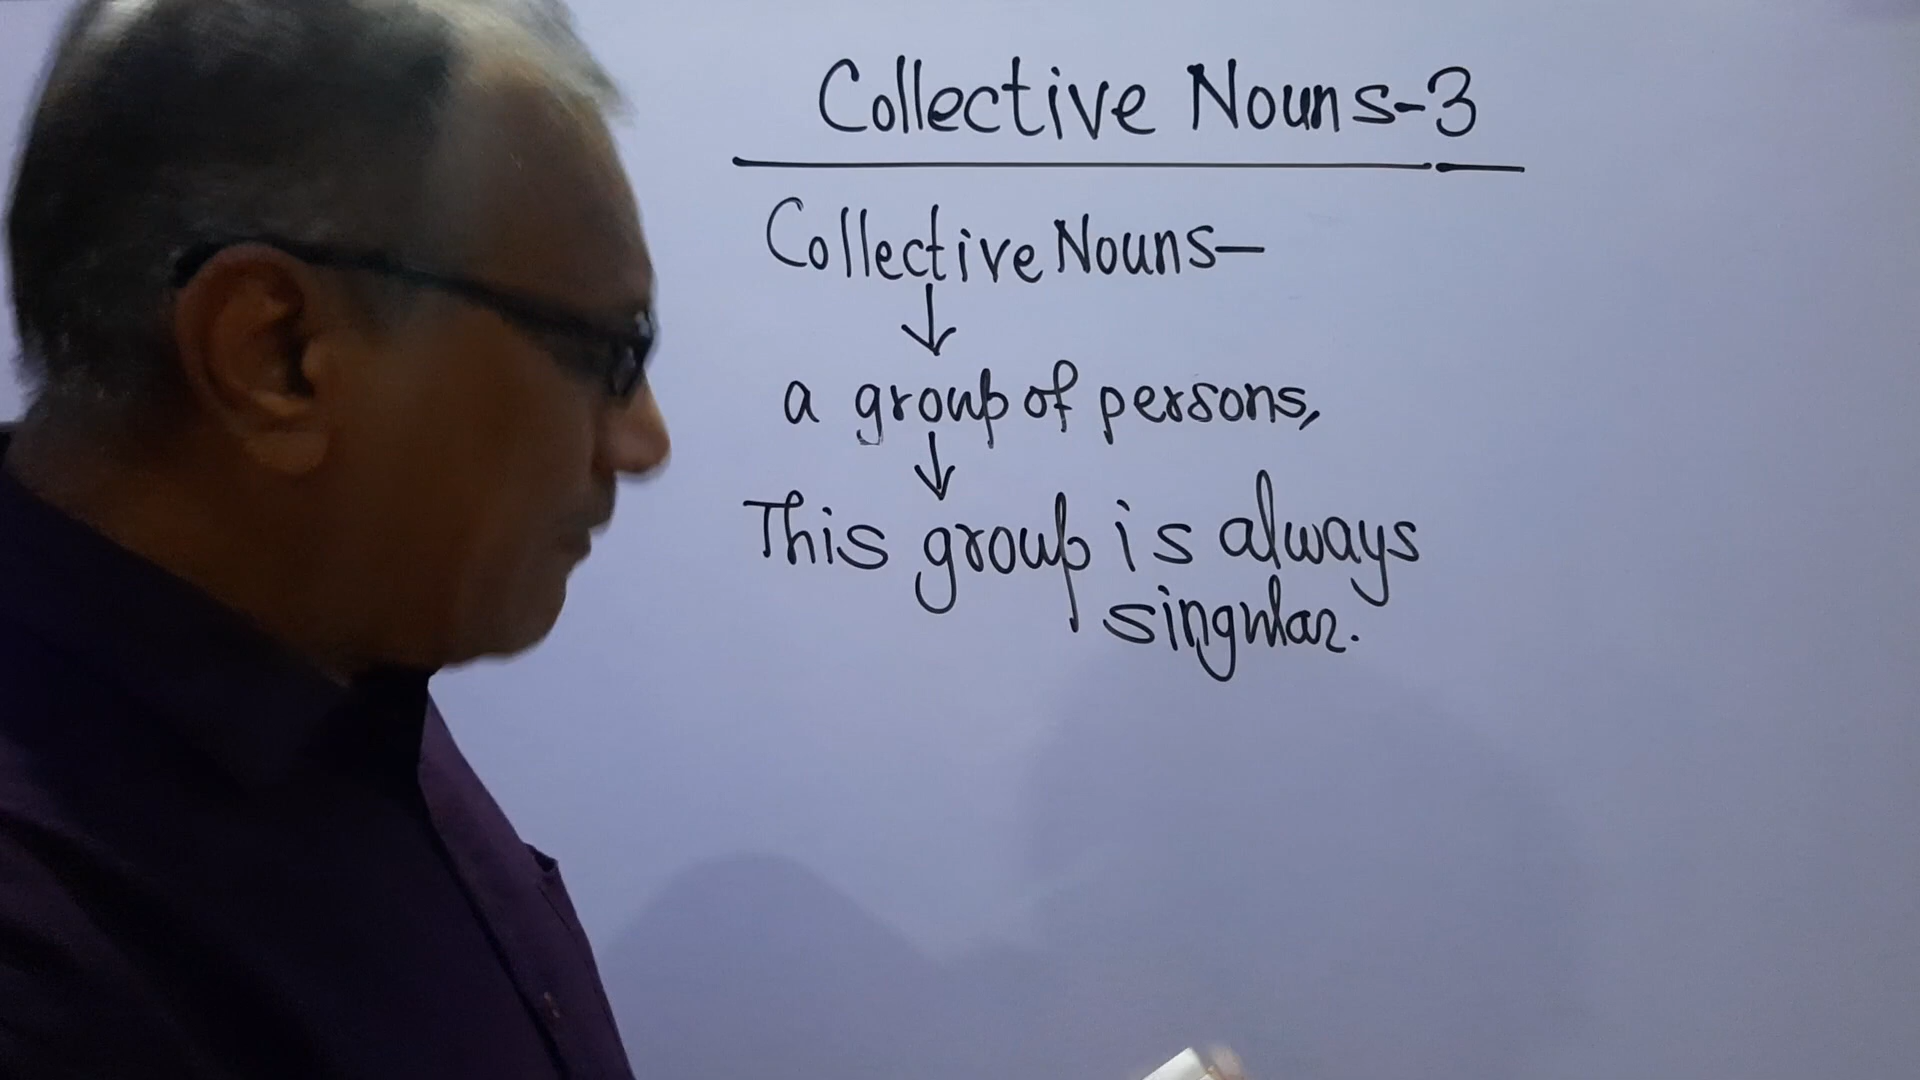 Collective Nouns-3
Collective Nouns—
a group of persons,
This group is always
singular.